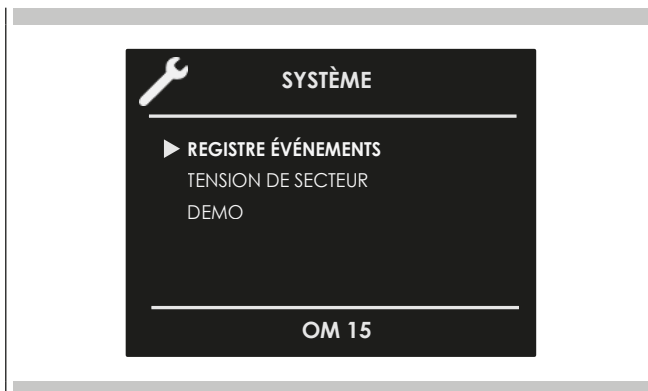 SYSTÈME
REGISTRE ÉVÉNEMENTS
TENSION DE SECTEUR
DEMO
OM 15